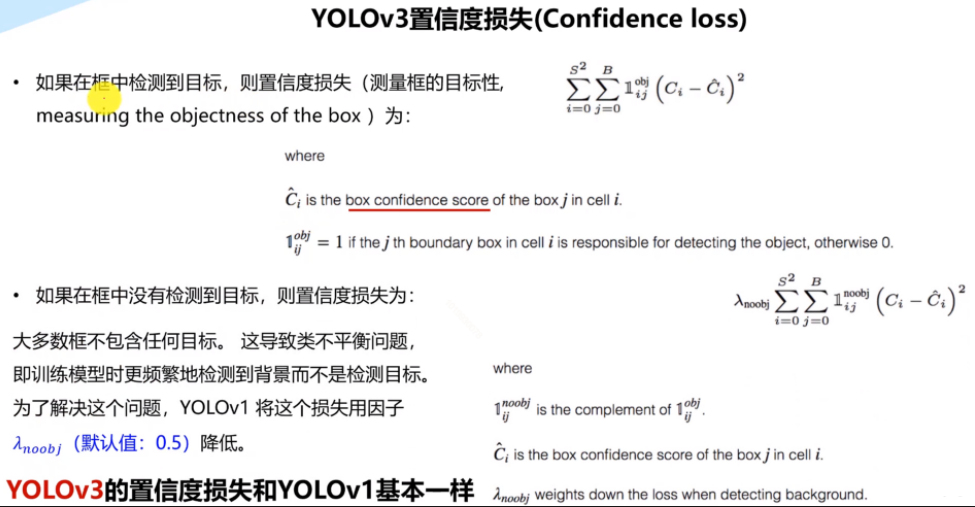 YOLOv3置信度损失(Confidence loss)
• 如果在框中检测到目标，则置信度损失（测量框的目标性,
measuring the objectness of the box ）为：
$\sum_{i=0}^{S^2}\sum_{j=0}^{B}\mathbb{1}_{ij}^{\text{obj}}\left(C_i-\hat{C}_i\right)^2$
where
$\hat{C}_i$ is the box confidence score of the box $j$ in cell $i$.
$\mathbb{1}_{ij}^{obj}=1$ if the $j$ th boundary box in cell $i$ is responsible for detecting the object, otherwise 0.
• 如果在框中没有检测到目标，则置信度损失为：
$\lambda_{\text{noobj}}\sum_{i=0}^{S^2}\sum_{j=0}^{B}\mathbb{1}_{ij}^{\text{noobj}}\left(C_i-\hat{C}_i\right)^2$
大多数框不包含任何目标。 这导致类不平衡问题，
即训练模型时更频繁地检测到背景而不是检测目标。
为了解决这个问题，YOLOv1 将这个损失用因子
$\lambda_{noobj}$（默认值：0.5）降低。
where
$\mathbb{1}_{ij}^{noobj}$ is the complement of $\mathbb{1}_{ij}^{obj}$.
$\hat{C}_i$ is the box confidence score of the box $j$ in cell $i$.
$\lambda_{noobj}$ weights down the loss when detecting background.
YOLOv3的置信度损失和YOLOv1基本一样